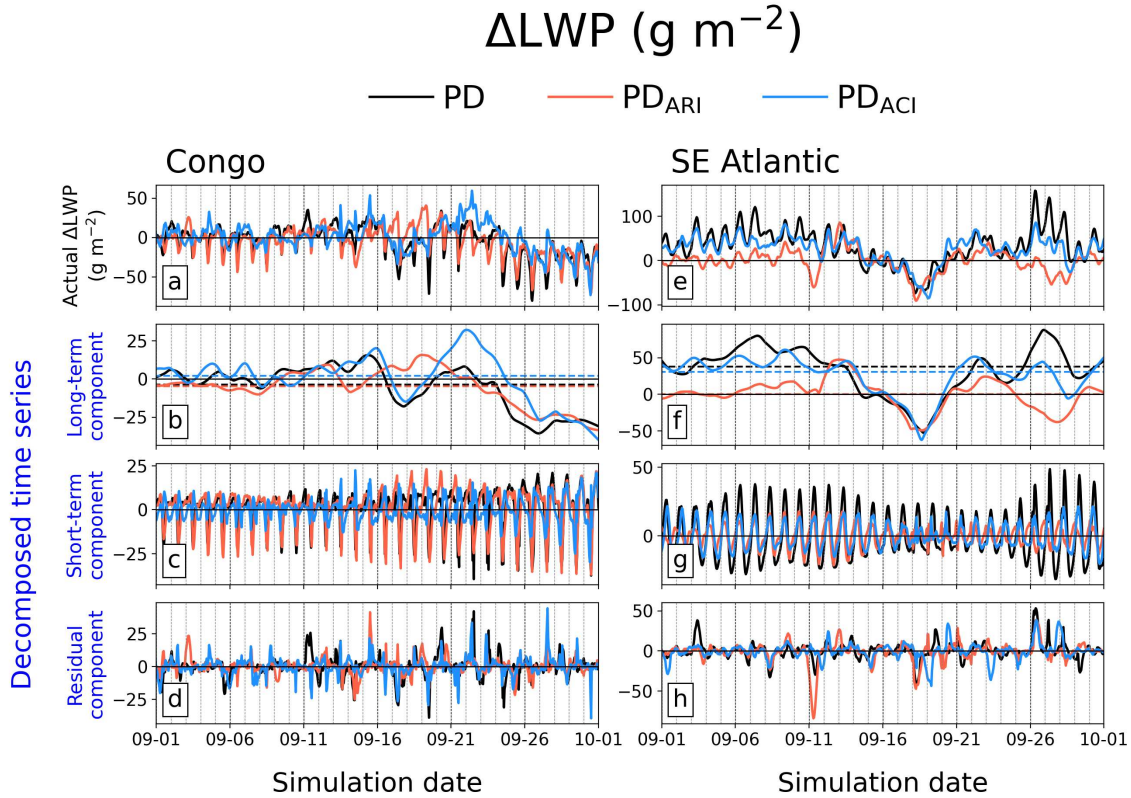 ΔLWP (g m⁻²)
PD PD_ARI PD_ACI
Congo SE Atlantic
Decomposed time series
Actual ΔLWP
(g m⁻²)
50
0
−50
a
100
0
−100
e
Long-term
component
25
0
−25
b
50
0
−50
f
Short-term
component
25
0
−25
c
50
0
g
Residual
component
25
0
−25
d
50
0
−50
h
09-01 09-06 09-11 09-16 09-21 09-26 10-01
09-01 09-06 09-11 09-16 09-21 09-26 10-01
Simulation date Simulation date